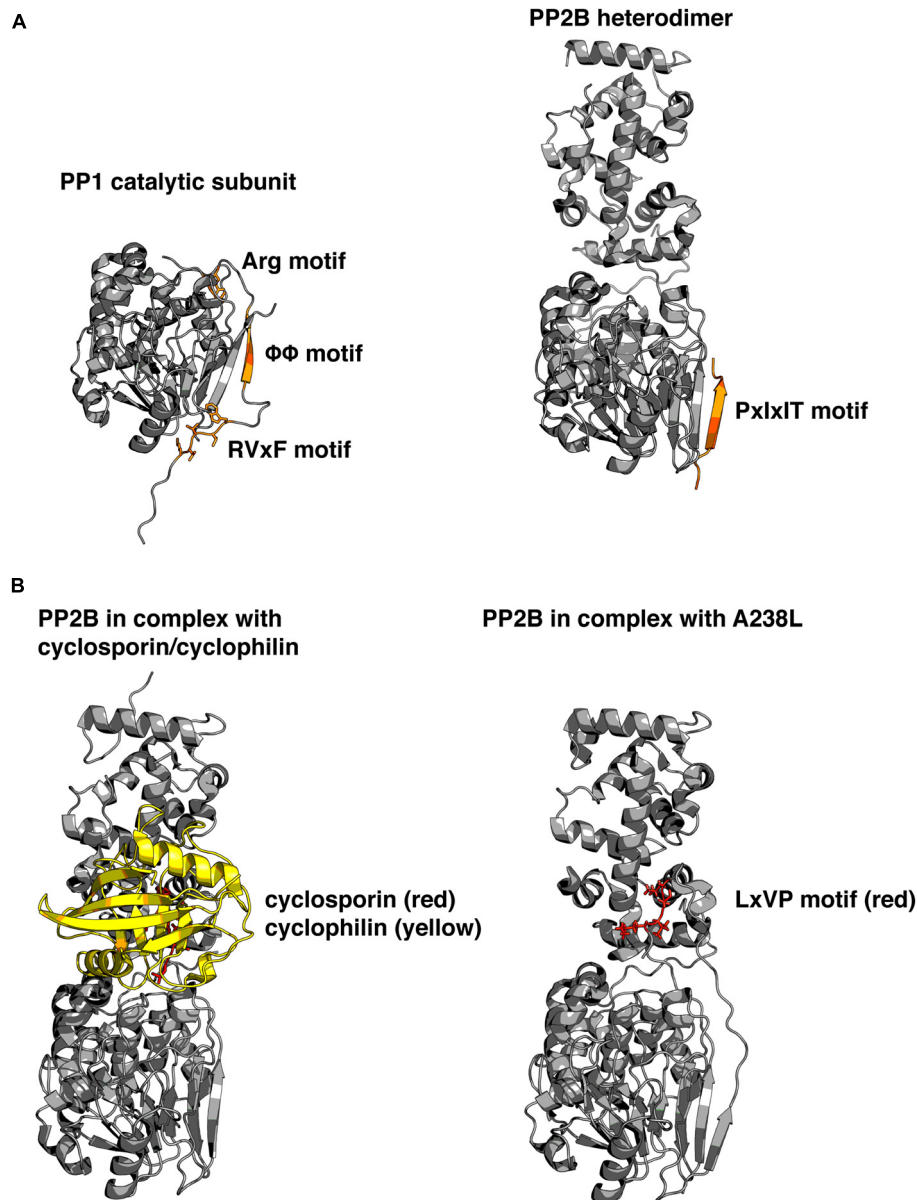 A
PP2B heterodimer
PP1 catalytic subunit
Arg motif
ΦΦ motif
PxIxIT motif
RVxF motif
B
PP2B in complex with
cyclosporin/cyclophilin
PP2B in complex with A238L
cyclosporin (red)
cyclophilin (yellow)
LxVP motif (red)